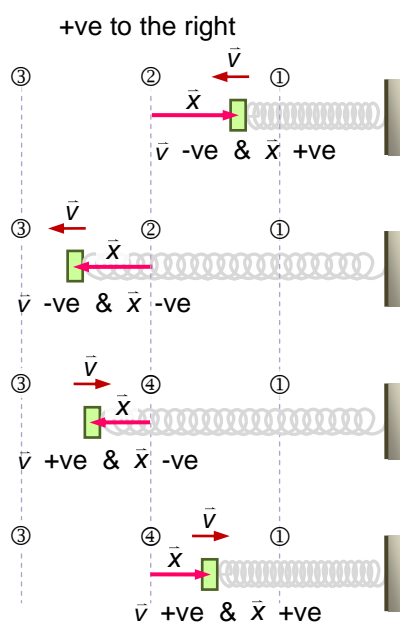 +ve to the right
③ ② v⃗ ①
x⃗
v⃗ -ve & x⃗ +ve
③ v⃗ ② ①
x⃗
v⃗ -ve & x⃗ -ve
③ v⃗ ④ ①
x⃗
v⃗ +ve & x⃗ -ve
③ ④ v⃗ ①
x⃗
v⃗ +ve & x⃗ +ve